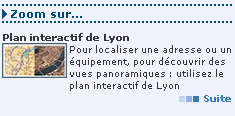 Zoom sur...
Plan interactif de Lyon
Pour localiser une adresse ou un
équipement, pour découvrir des
vues panoramiques : utilisez le
plan interactif de Lyon
Suite